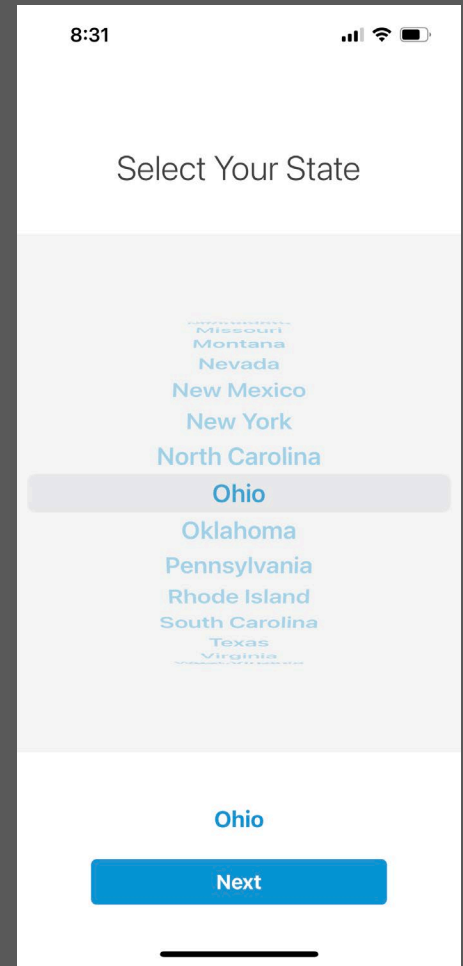 8:31
Select Your State
Missouri
Montana
Nevada
New Mexico
New York
North Carolina
Ohio
Oklahoma
Pennsylvania
Rhode Island
South Carolina
Texas
Virginia
Ohio
Next